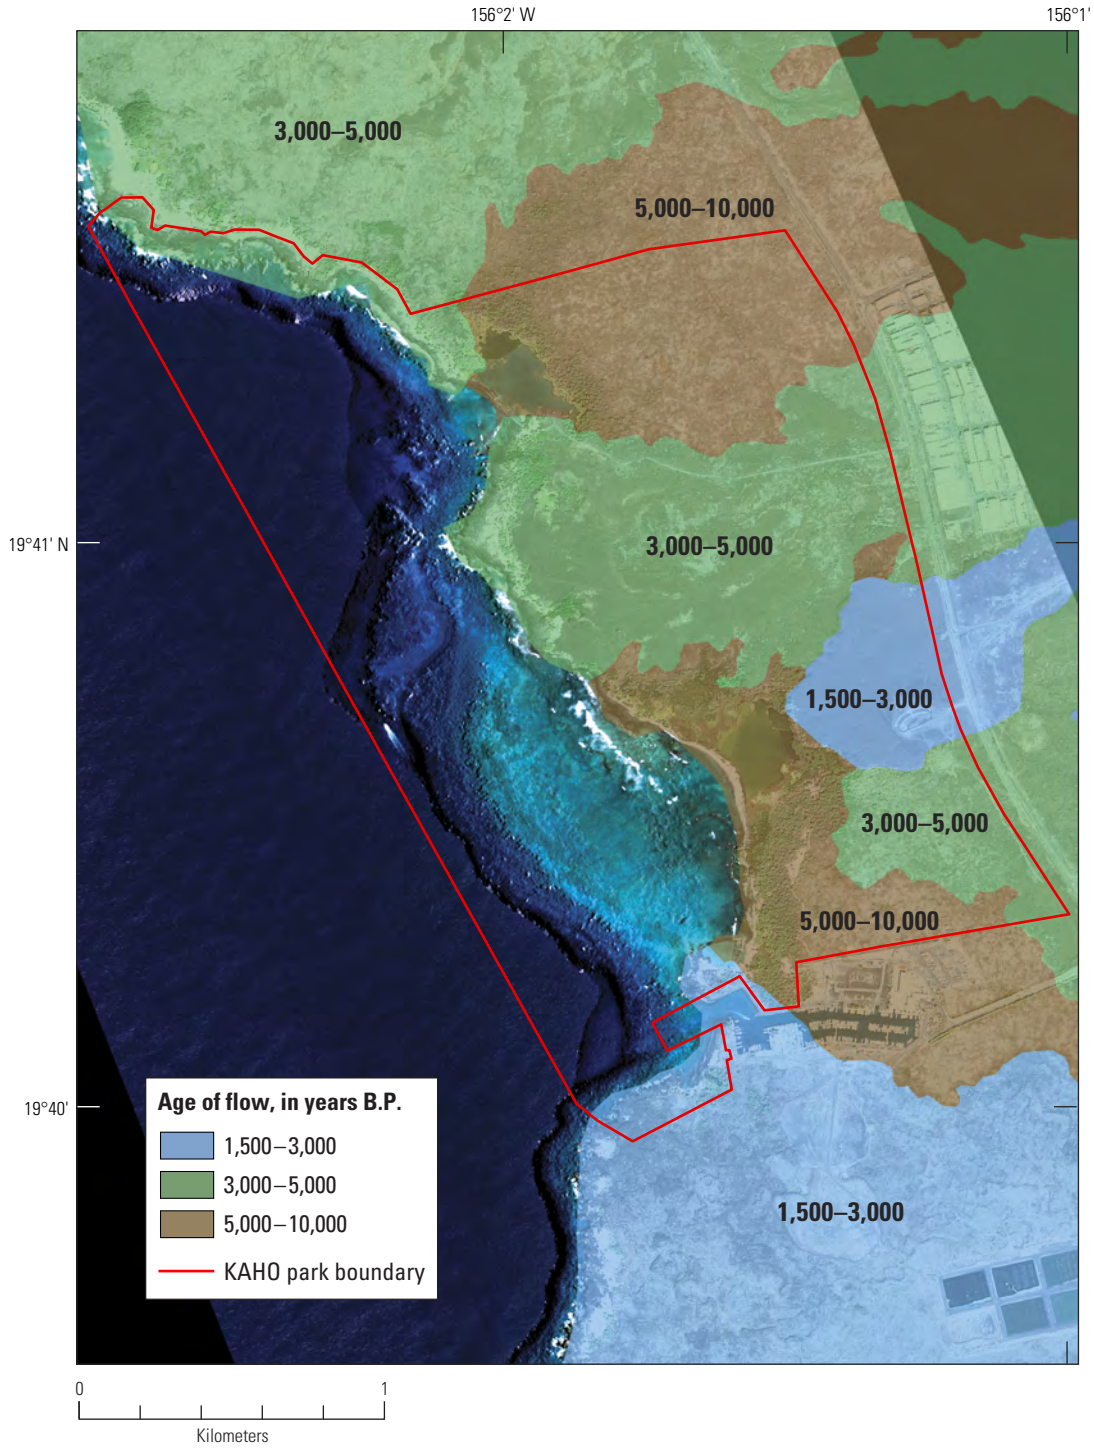 156°2' W
156°1'
3,000–5,000
5,000–10,000
19°41' N
3,000–5,000
1,500–3,000
3,000–5,000
5,000–10,000
19°40'
Age of flow, in years B.P.
1,500–3,000
3,000–5,000
5,000–10,000
KAHO park boundary
1,500–3,000
0 1
Kilometers